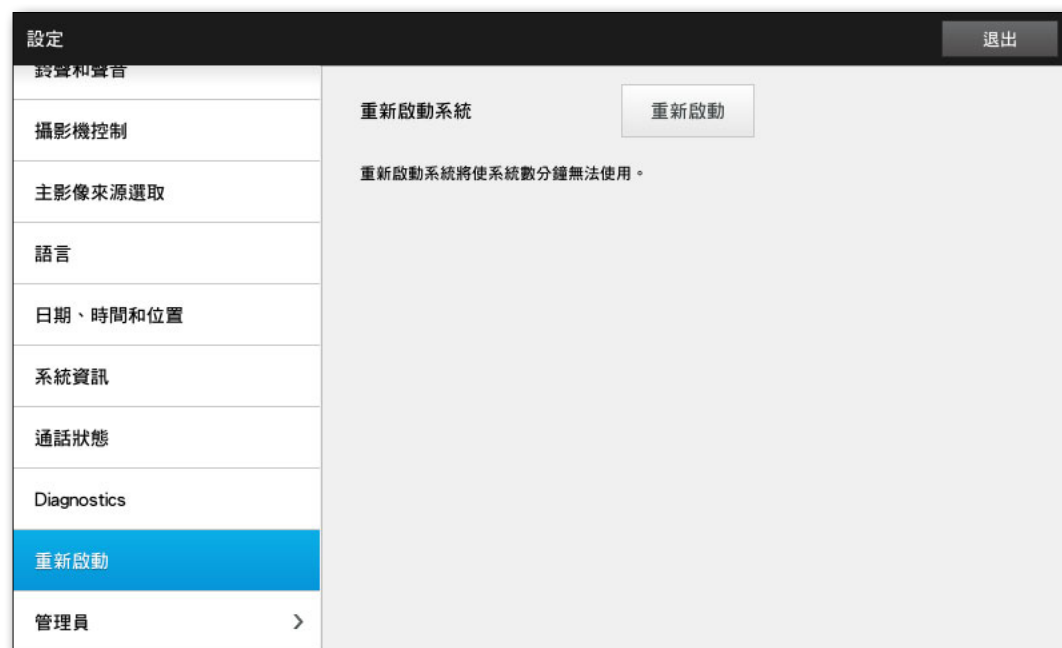 設定
退出
鈴聲和聲音
攝影機控制
主影像來源選取
語言
日期、時間和位置
系統資訊
通話狀態
Diagnostics
重新啟動
管理員
重新啟動系統
重新啟動
重新啟動系統將使系統數分鐘無法使用。